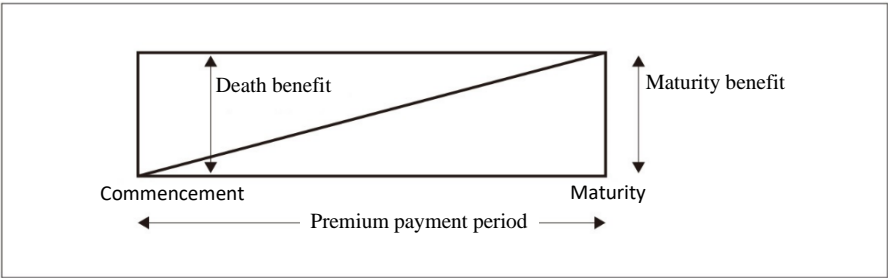 Death benefit
Maturity benefit
Commencement
Maturity
Premium payment period